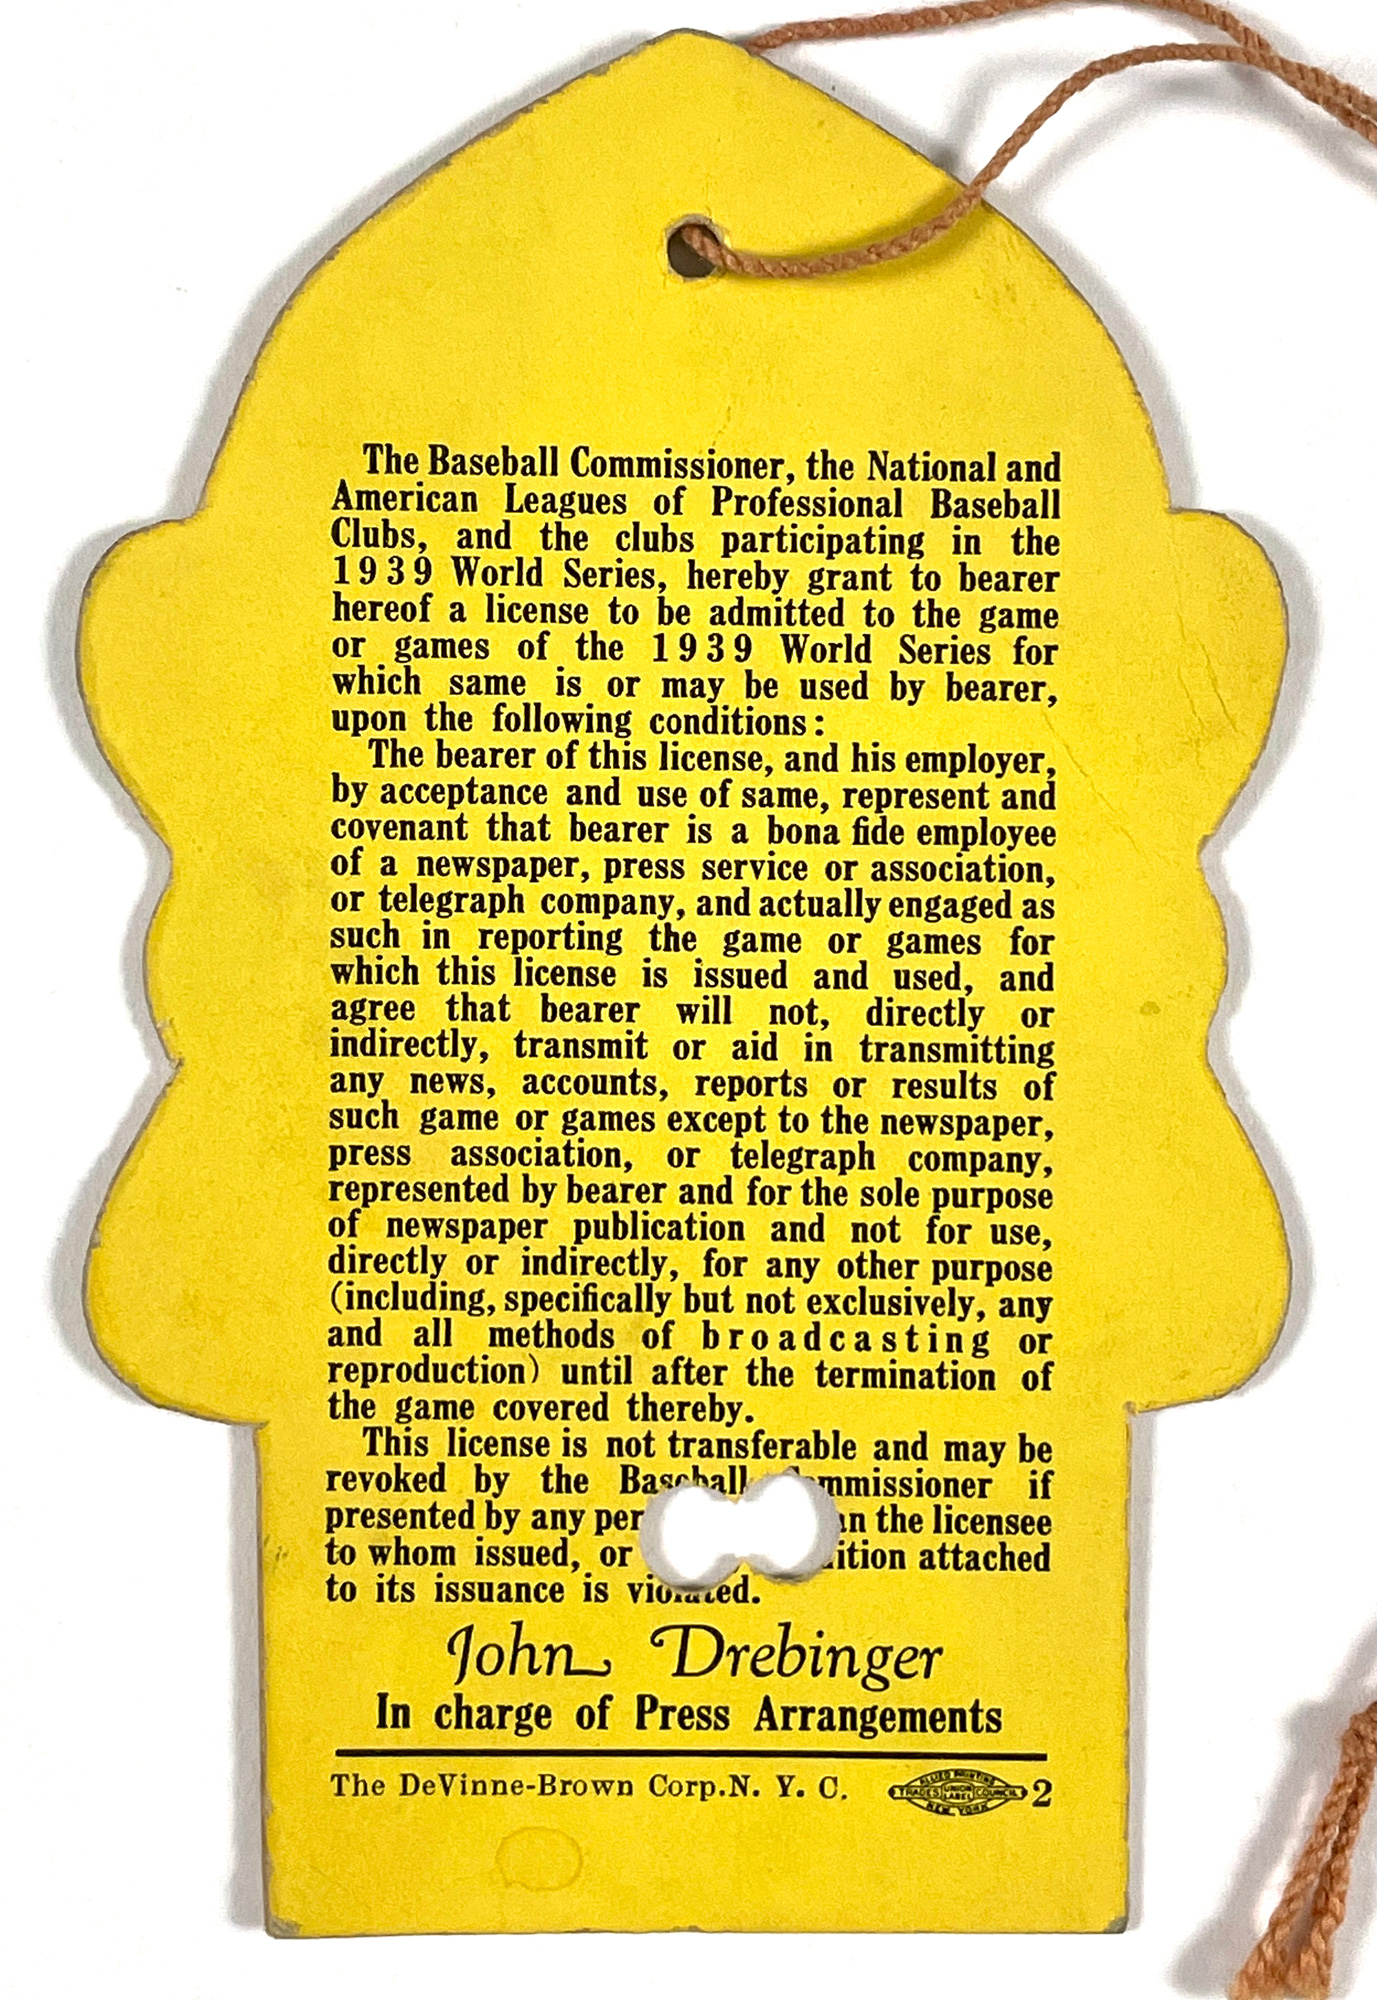 The Baseball Commissioner, the National and
American Leagues of Professional Baseball
Clubs, and the clubs participating in the
1939 World Series, hereby grant to bearer
hereof a license to be admitted to the game
or games of the 1939 World Series for
which same is or may be used by bearer,
upon the following conditions:
The bearer of this license, and his employer,
by acceptance and use of same, represent and
covenant that bearer is a bona fide employee
of a newspaper, press service or association,
or telegraph company, and actually engaged as
such in reporting the game or games for
which this license is issued and used, and
agree that bearer will not, directly or
indirectly, transmit or aid in transmitting
any news, accounts, reports or results of
such game or games except to the newspaper,
press association, or telegraph company,
represented by bearer and for the sole purpose
of newspaper publication and not for use,
directly or indirectly, for any other purpose
(including, specifically but not exclusively, any
and all methods of broadcasting or
reproduction) until after the termination of
the game covered thereby.
This license is not transferable and may be
revoked by the Baseball Commissioner if
presented by any the licensee
to whom issued, or attached
to its issuance is violated.
John Drebinger
In charge of Press Arrangements
The DeVinne-Brown Corp. N. Y. C.
ALLIED PRINTING
TRADES UNION LABEL COUNCIL
NEW YORK
2